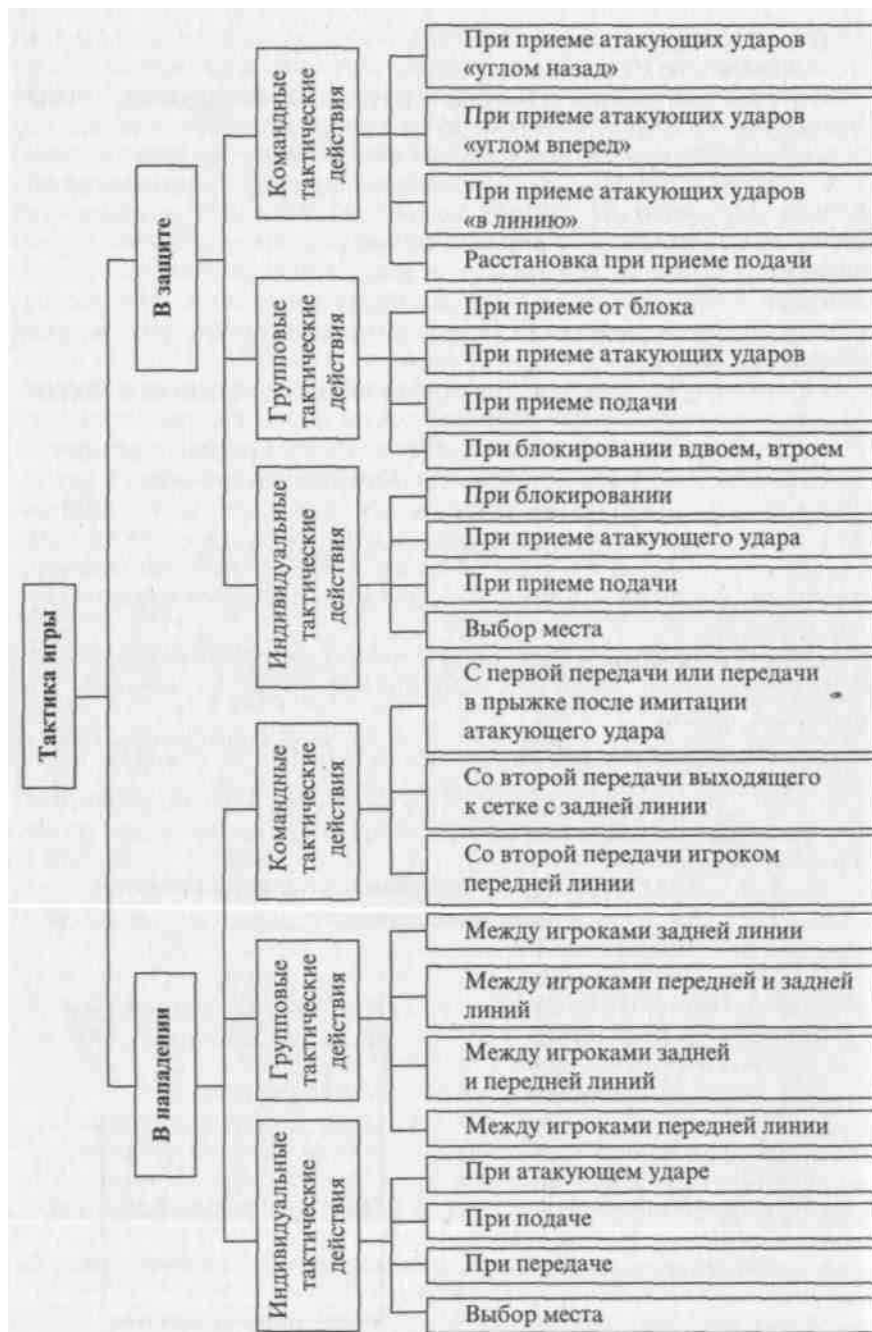 Тактика игры
В защите
Командные
тактические
действия
При приеме атакующих ударов
«углом назад»
При приеме атакующих ударов
«углом вперед»
При приеме атакующих ударов
«в линию»
Расстановка при приеме подачи
Групповые
тактические
действия
При приеме от блока
При приеме атакующих ударов
При приеме подачи
При блокировании вдвоем, втроем
Индивидуальные
тактические
действия
При блокировании
При приеме атакующего удара
При приеме подачи
Выбор места
В нападении
Командные
тактические
действия
С первой передачи или передачи
в прыжке после имитации
атакующего удара
Со второй передачи выходящего
к сетке с задней линии
Со второй передачи игроком
передней линии
Групповые
тактические
действия
Между игроками задней линии
Между игроками передней и задней
линий
Между игроками задней
и передней линий
Между игроками передней линии
Индивидуальные
тактические
действия
При атакующем ударе
При подаче
При передаче
Выбор места